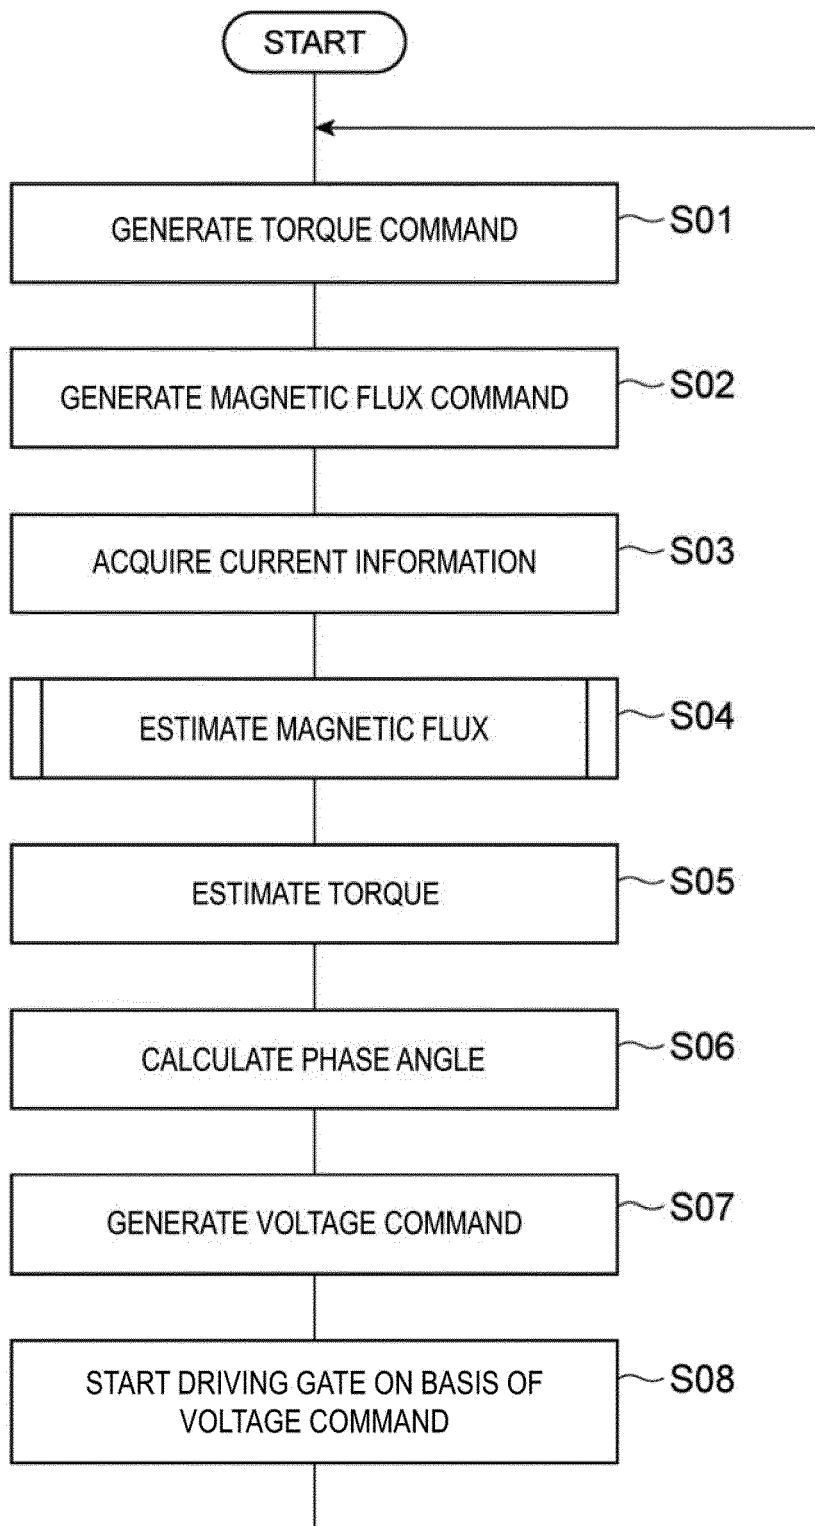 START
GENERATE TORQUE COMMAND
S01
GENERATE MAGNETIC FLUX COMMAND
S02
ACQUIRE CURRENT INFORMATION
S03
ESTIMATE MAGNETIC FLUX
S04
ESTIMATE TORQUE
S05
CALCULATE PHASE ANGLE
S06
GENERATE VOLTAGE COMMAND
S07
START DRIVING GATE ON BASIS OF
VOLTAGE COMMAND
S08